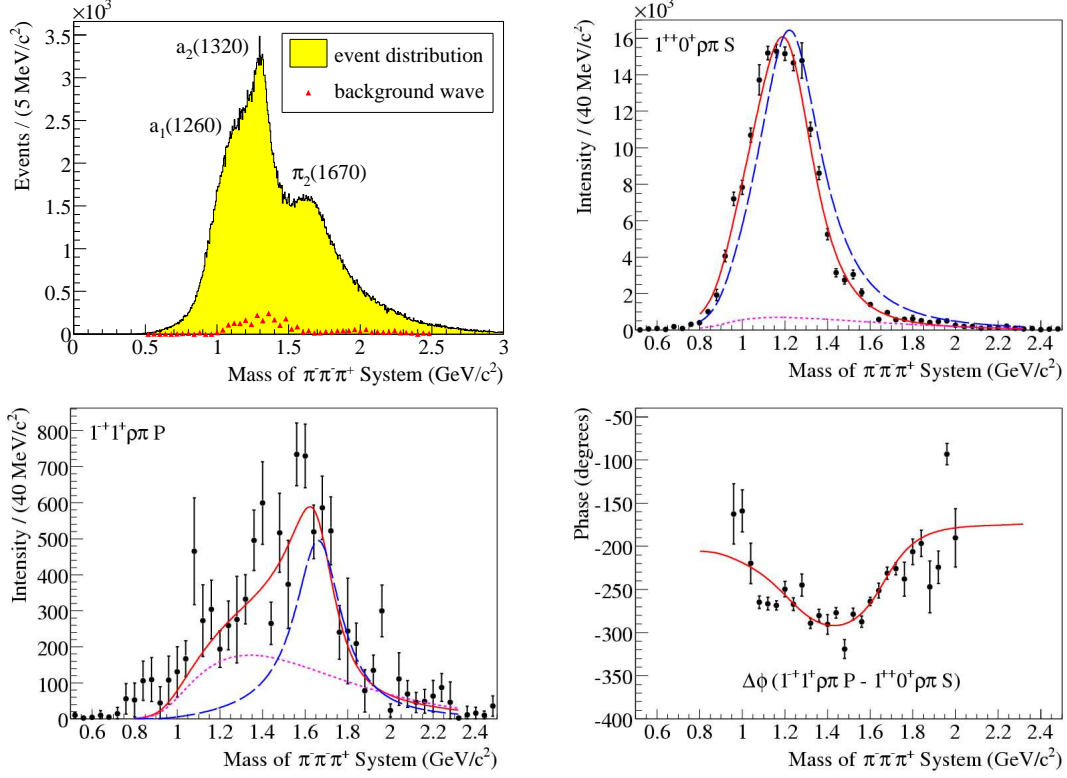 ×10³
Events / (5 MeV/c²)
3.5
3
2.5
2
1.5
1
0.5
0
a₂(1320)
a₁(1260)
π₂(1670)
event distribution
background wave
0 0.5 1 1.5 2 2.5 3
Mass of π⁻π⁻π⁺ System (GeV/c²)
×10³
Intensity / (40 MeV/c²)
16
14
12
10
8
6
4
2
0
1⁺⁺0⁺ρπ S
0.6 0.8 1 1.2 1.4 1.6 1.8 2 2.2 2.4
Mass of π⁻π⁻π⁺ System (GeV/c²)
Intensity / (40 MeV/c²)
800
700
600
500
400
300
200
100
0
1⁻⁺1⁺ρπ P
0.6 0.8 1.0 1.2 1.4 1.6 1.8 2.0 2.2 2.4
Mass of π⁻π⁻π⁺ System (GeV/c²)
Phase (degrees)
-50
-100
-150
-200
-250
-300
-350
-400
Δϕ (1⁻⁺1⁺ρπ P - 1⁺⁺0⁺ρπ S)
0.6 0.8 1 1.2 1.4 1.6 1.8 2 2.2 2.4
Mass of π⁻π⁻π⁺ System (GeV/c²)